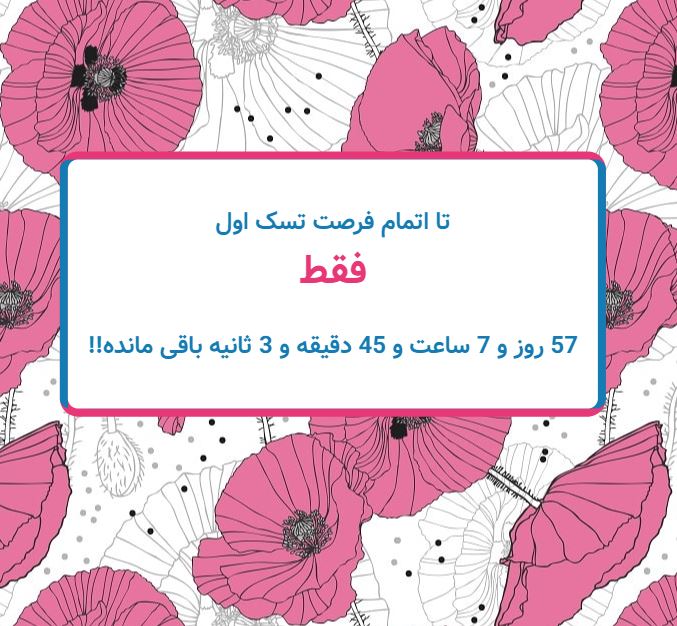 تا اتمام فرصت تسک اول
فقط
57 روز و 7 ساعت و 45 دقیقه و 3 ثانیه باقی مانده!!